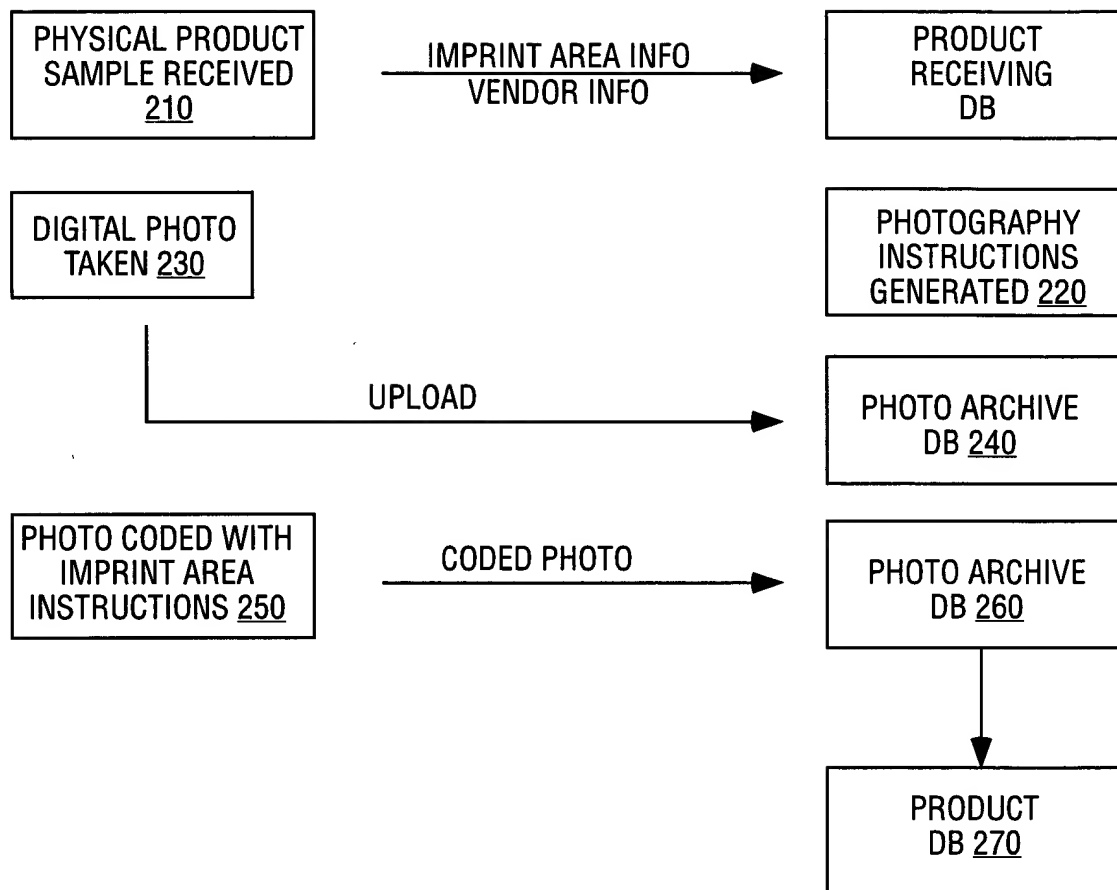 PHYSICAL PRODUCT
SAMPLE RECEIVED
210
IMPRINT AREA INFO
VENDOR INFO
PRODUCT
RECEIVING
DB
DIGITAL PHOTO
TAKEN 230
PHOTOGRAPHY
INSTRUCTIONS
GENERATED 220
UPLOAD
PHOTO ARCHIVE
DB 240
PHOTO CODED WITH
IMPRINT AREA
INSTRUCTIONS 250
CODED PHOTO
PHOTO ARCHIVE
DB 260
PRODUCT
DB 270